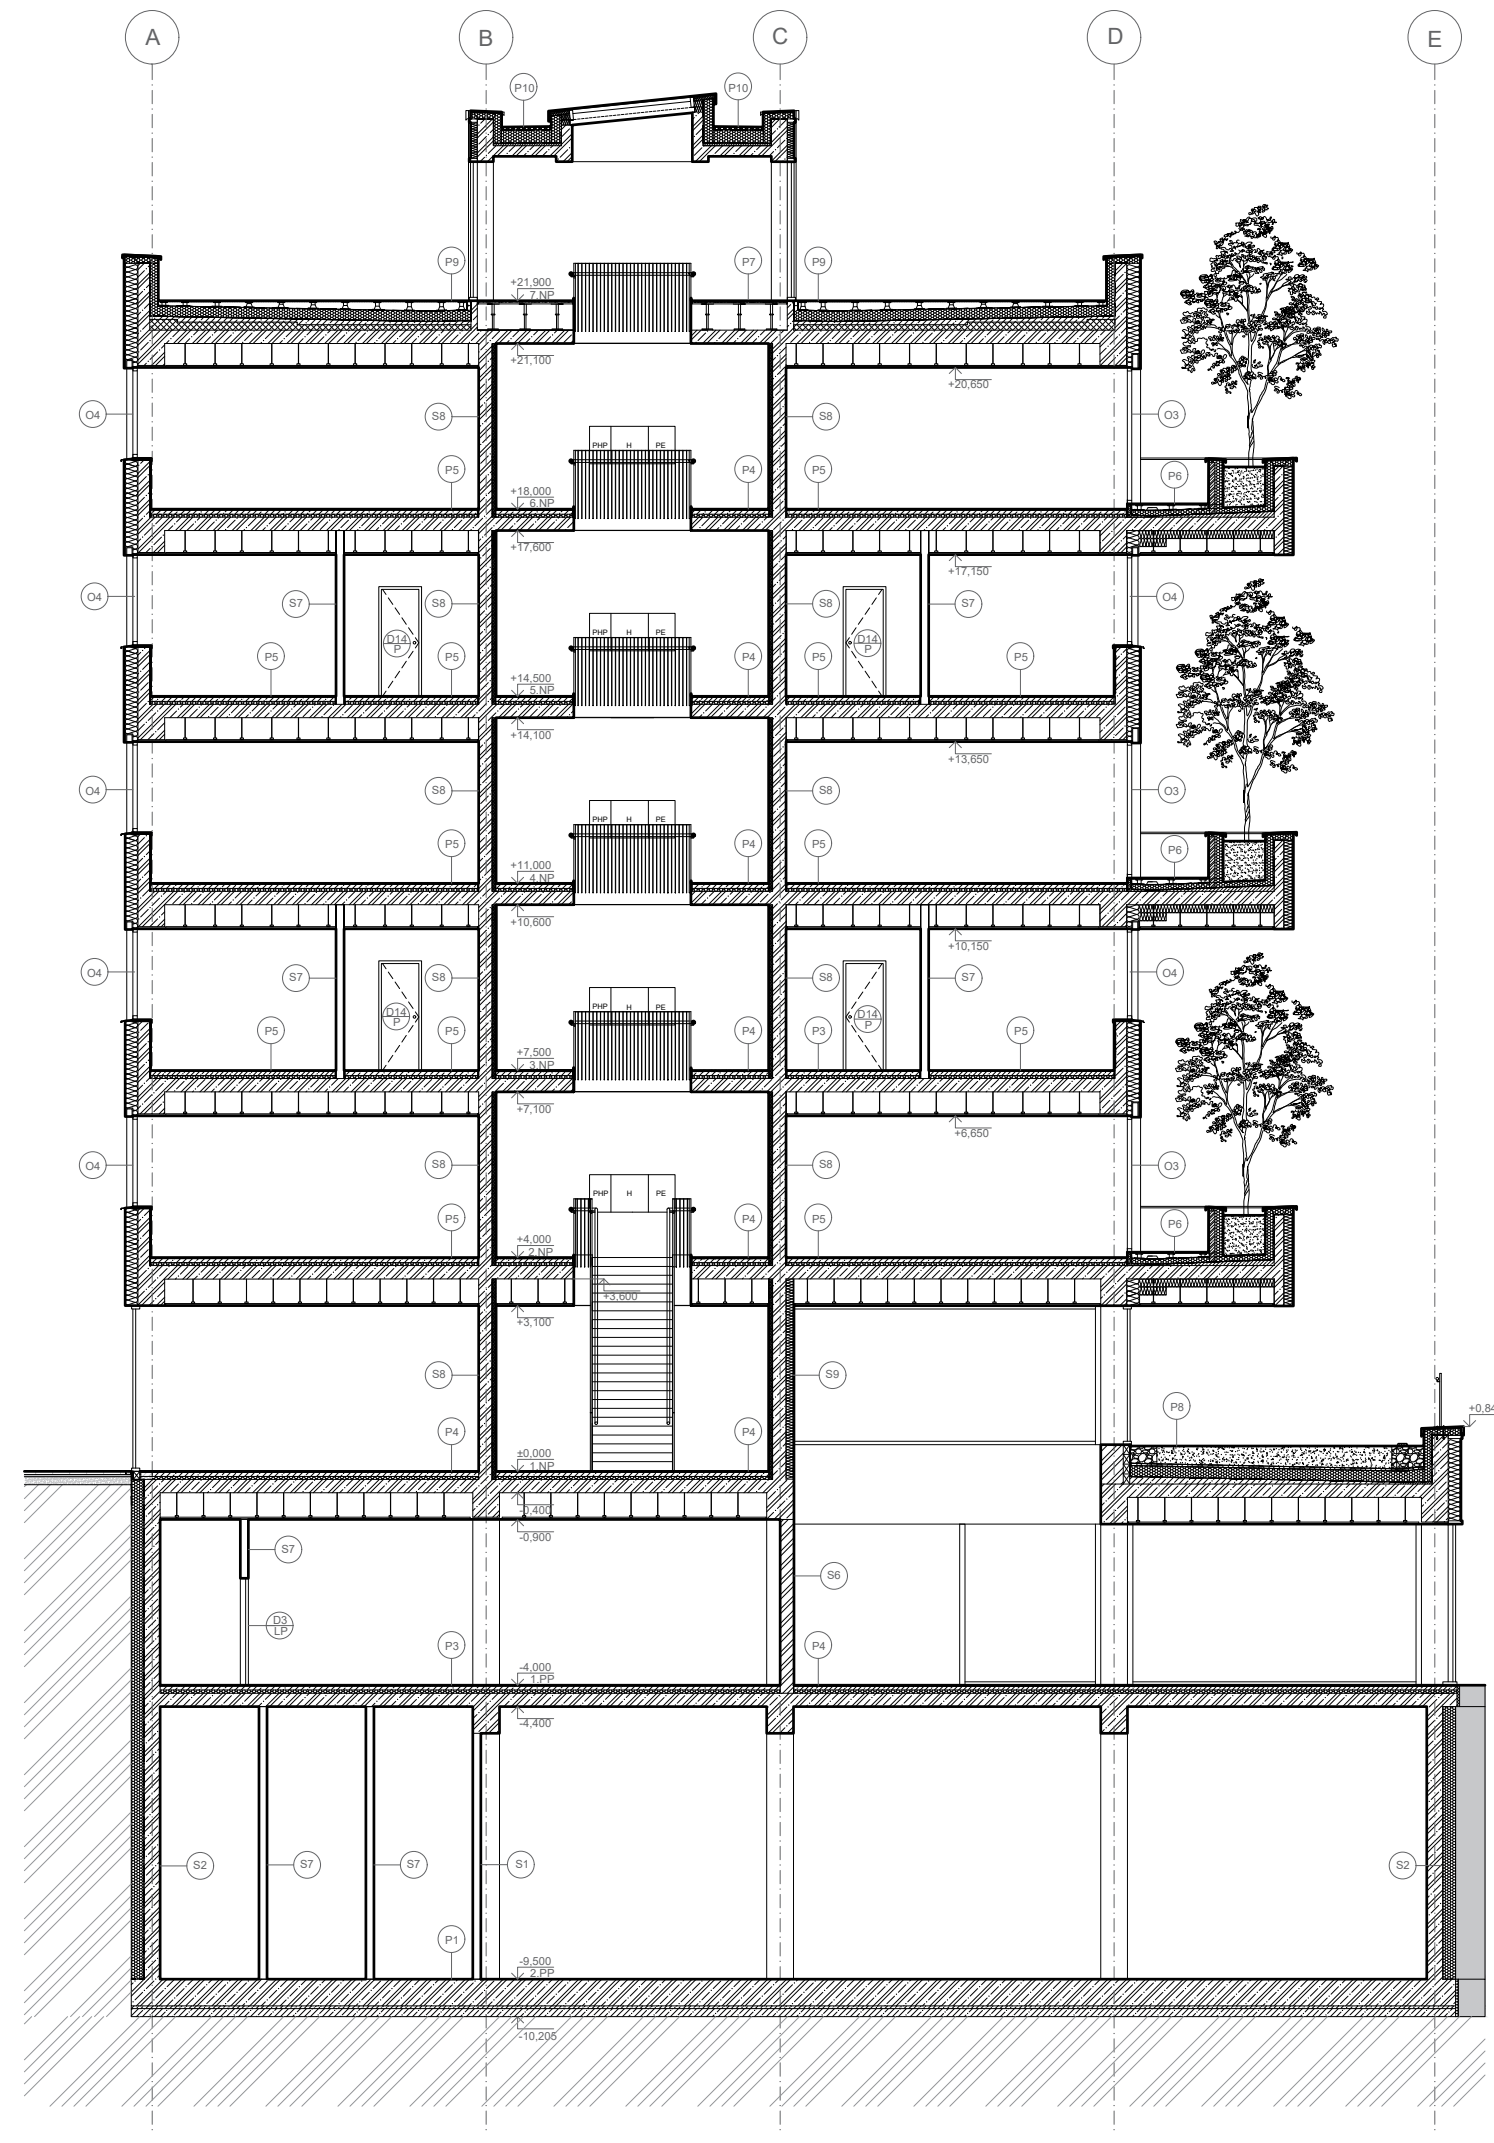 A B C D E
P10 P10
P9 P7 P9
+21,900
7.NP
+21,100
+20,650
O4 S8 S8 O3
PHP H PE
P5 P4 P5 P6
+18,000
6.NP
+17,600
+17,150
O4 S7 S8 S8 S7 O4
PHP H PE
D14 D14
P P
P5 P5 P4 P5 P5
+14,500
5.NP
+14,100
+13,650
O4 S8 S8 O3
PHP H PE
P5 P4 P5 P6
+11,000
4.NP
+10,600
+10,150
O4 S7 S8 S8 S7 O4
PHP H PE
D14 D14
P P
P5 P5 P4 P3 P5
+7,500
3.NP
+7,100
+6,650
O4 S8 S8 O3
PHP H PE
P5 P4 P5 P6
+4,000
2.NP
+3,600
+3,100
S8 S9
P8
+0,84
P4 P4
±0,000
1.NP
-0,400
-0,900
S7 S6
D3
LP
P3 P4
-4,000
1.PP
-4,400
S2 S7 S7 S1 S2
P1
-9,500
2.PP
-10,205